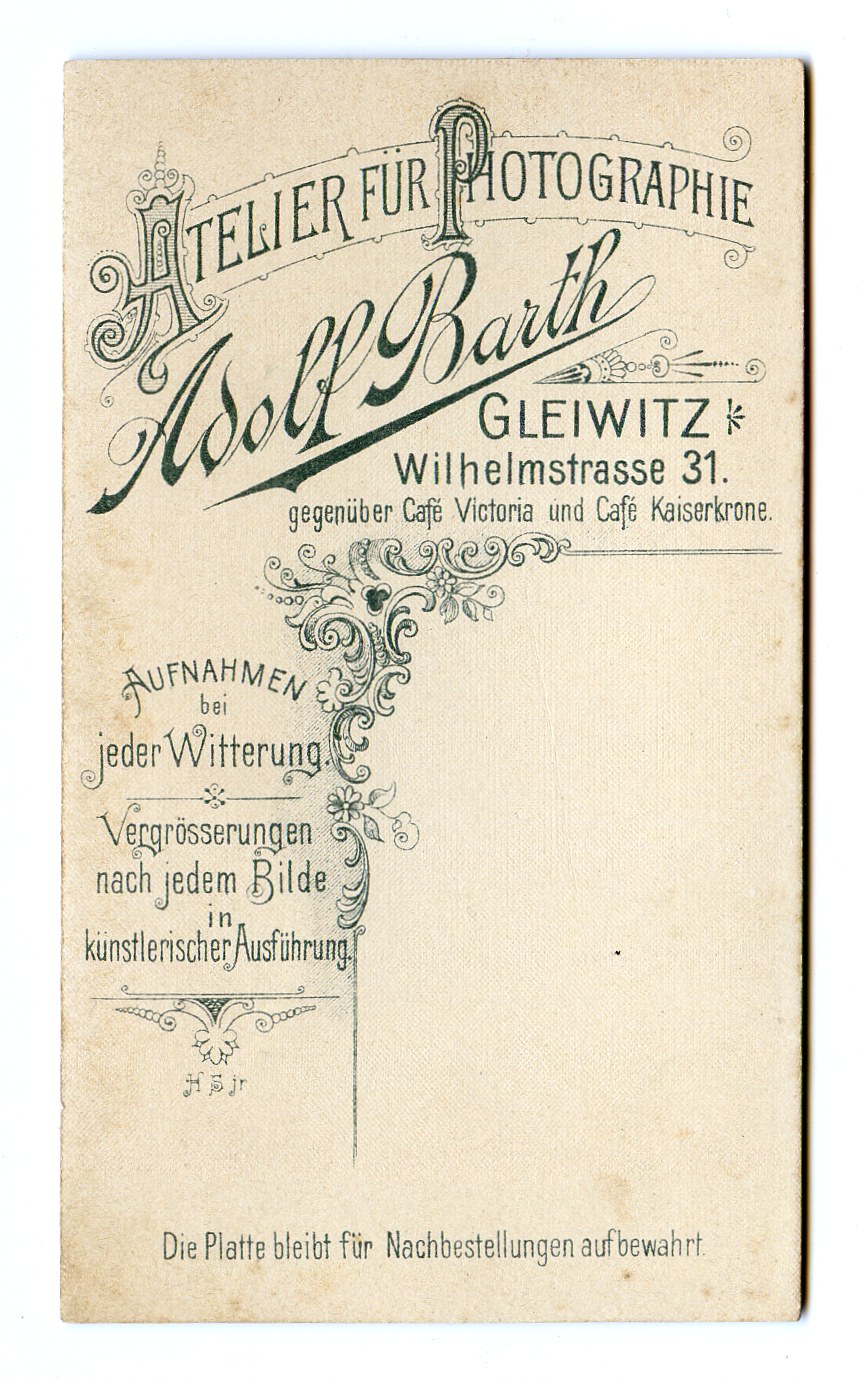 ATELIER FÜR PHOTOGRAPHIE
Adolf Barth
GLEIWITZ
Wilhelmstrasse 31.
gegenüber Café Victoria und Café Kaiserkrone.
AUFNAHMEN
bei
jeder Witterung.
Vergrösserungen
nach jedem Bilde
in
künstlerischer Ausführung.
H S jr
Die Platte bleibt für Nachbestellungen aufbewahrt.